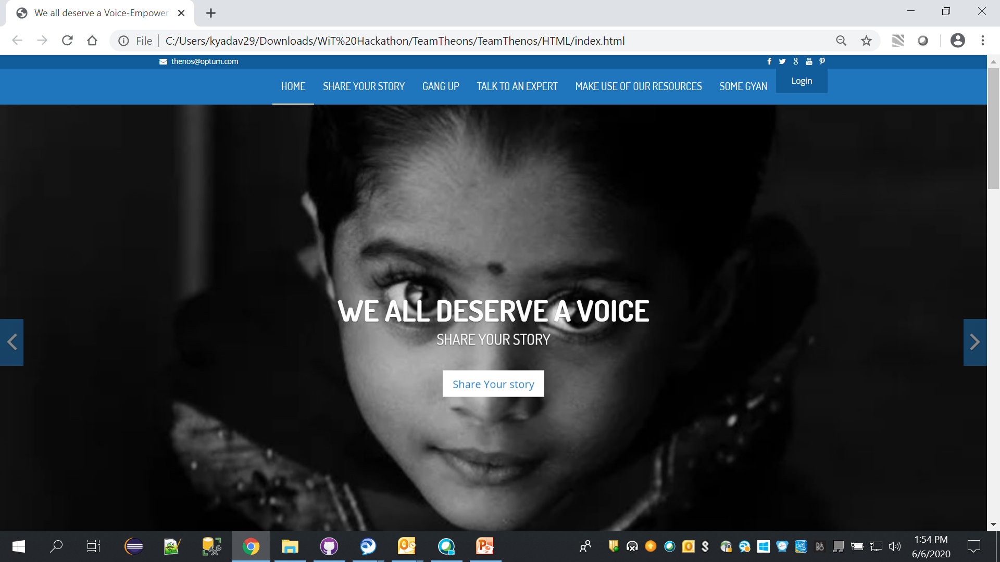 We all deserve a Voice-Empower
File
C:/Users/kyadav29/Downloads/WiT%20Hackathon/TeamTheons/TeamThenos/HTML/index.html
thenos@optum.com
HOME
SHARE YOUR STORY
GANG UP
TALK TO AN EXPERT
MAKE USE OF OUR RESOURCES
SOME GYAN
Login
WE ALL DESERVE A VOICE
SHARE YOUR STORY
Share Your story
1:54 PM
6/6/2020